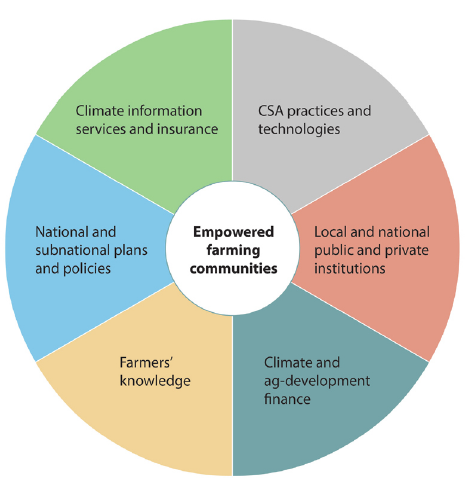 Climate information
services and insurance
CSA practices and
technologies
National and
subnational plans
and policies
Empowered
farming
communities
Local and national
public and private
institutions
Farmers’
knowledge
Climate and
ag-development
finance